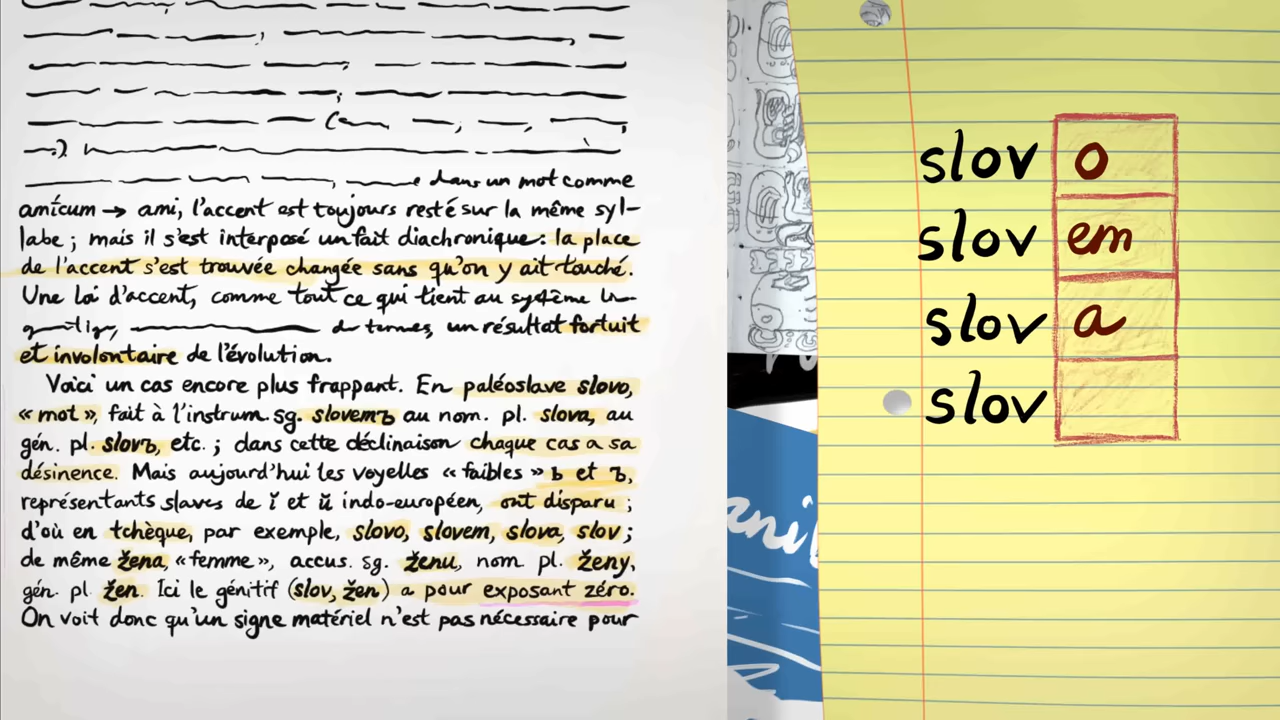 dans un mot comme
amīcum → ami, l'accent est toujours resté sur la même syl-
labe ; mais il s'est interposé un fait diachronique : la place
de l'accent s'est trouvée changée sans qu'on y ait touché.
Une loi d'accent, comme tout ce qui tient au système
de termes, un résultat fortuit
et involontaire de l'évolution.
Voici un cas encore plus frappant. En paléoslave slovo,
« mot », fait à l'instrum. sg. slovemъ au nom. pl. slova, au
gén. pl. slovъ, etc. ; dans cette déclinaison chaque cas a sa
désinence. Mais aujourd'hui les voyelles « faibles » ь et ъ,
représentants slaves de ĭ et ŭ indo-européen, ont disparu ;
d'où en tchèque, par exemple, slovo, slovem, slova, slov ;
de même žena, « femme », accus. sg. ženu, nom. pl. ženy,
gén. pl. žen. Ici le génitif (slov, žen) a pour exposant zéro.
On voit donc qu'un signe matériel n'est pas nécessaire pour
slov o
slov em
slov a
slov